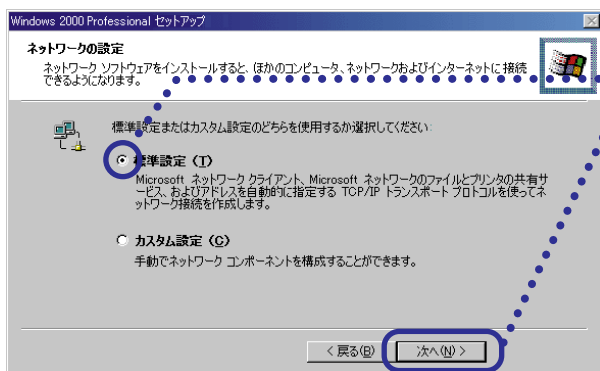 Windows 2000 Professional セットアップ
ネットワークの設定
ネットワーク ソフトウェアをインストールすると、ほかのコンピュータ、ネットワークおよびインターネットに接続
できるようになります。
標準設定またはカスタム設定のどちらを使用するか選択してください:
標準設定 (T)
Microsoft ネットワーク クライアント、Microsoft ネットワークのファイルとプリンタの共有サ
ービス、およびアドレスを自動的に指定する TCP/IP トランスポート プロトコルを使ってネ
ットワーク接続を作成します。
カスタム設定 (C)
手動でネットワーク コンポーネントを構成することができます。
< 戻る(B)
次へ(N) >